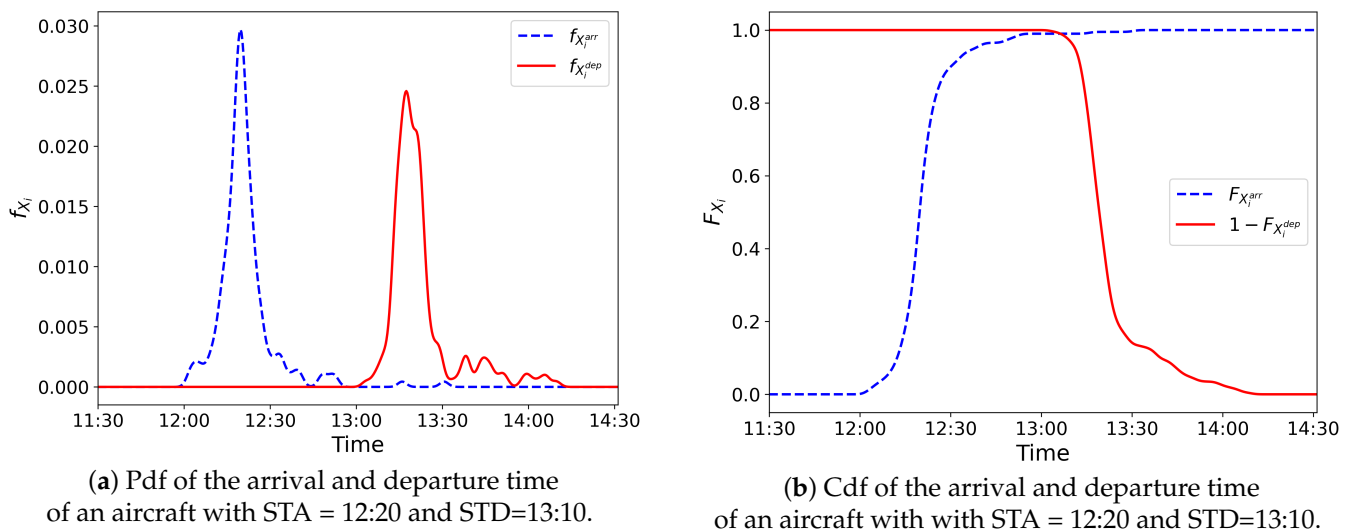 0.030
0.025
0.020
0.015
0.010
0.005
0.000
f_{X_i}
f_{X_i^{arr}}
f_{X_i^{dep}}
11:30 12:00 12:30 13:00 13:30 14:00 14:30
Time
(a) Pdf of the arrival and departure time
of an aircraft with STA = 12:20 and STD=13:10.
1.0
0.8
0.6
0.4
0.2
0.0
F_{X_i}
F_{X_i^{arr}}
1 − F_{X_i^{dep}}
11:30 12:00 12:30 13:00 13:30 14:00 14:30
Time
(b) Cdf of the arrival and departure time
of an aircraft with with STA = 12:20 and STD=13:10.